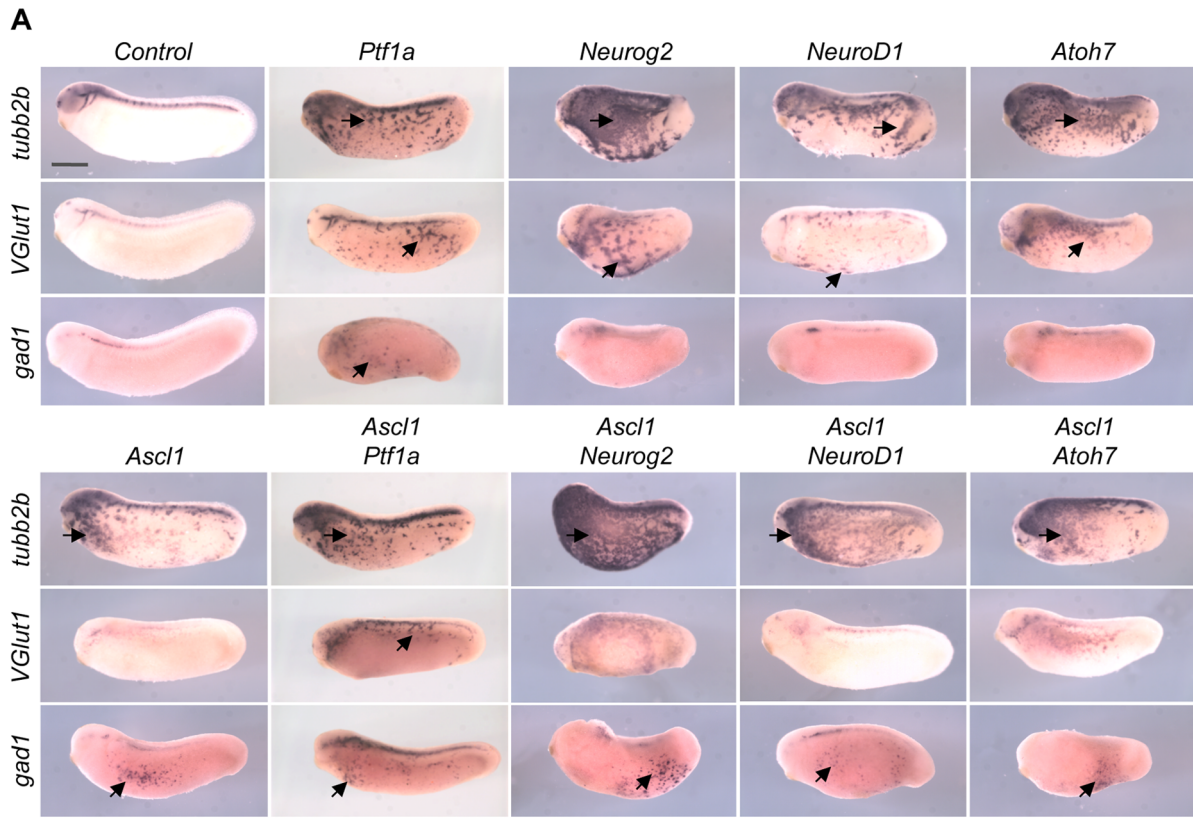 A
Control Ptf1a Neurog2 NeuroD1 Atoh7
tubb2b
VGlut1
gad1
Ascl1 Ascl1 Ascl1 Ascl1
Ascl1 Ptf1a Neurog2 NeuroD1 Atoh7
tubb2b
VGlut1
gad1